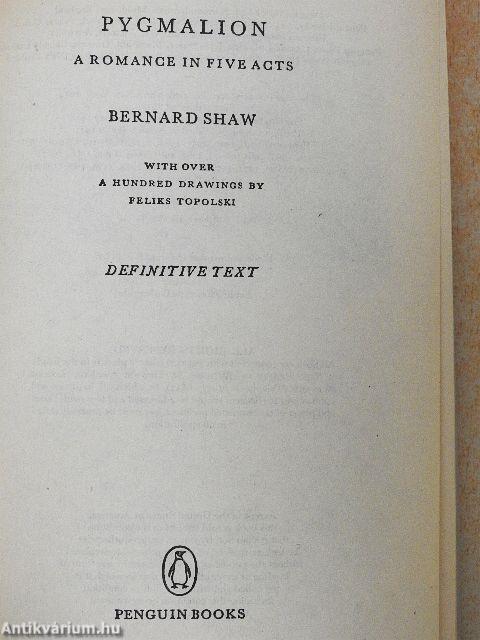 PYGMALION
A ROMANCE IN FIVE ACTS
BERNARD SHAW
WITH OVER
A HUNDRED DRAWINGS BY
FELIKS TOPOLSKI
DEFINITIVE TEXT
PENGUIN BOOKS
Antikvárium.hu